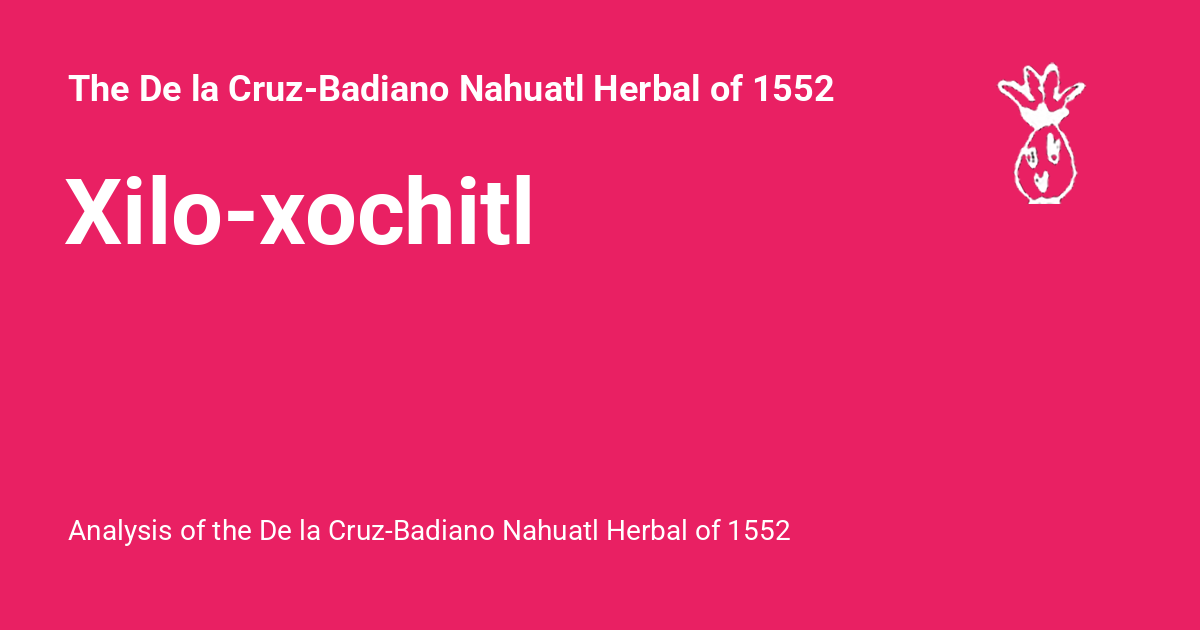 The De la Cruz-Badiano Nahuatl Herbal of 1552
Xilo-xochitl
Analysis of the De la Cruz-Badiano Nahuatl Herbal of 1552